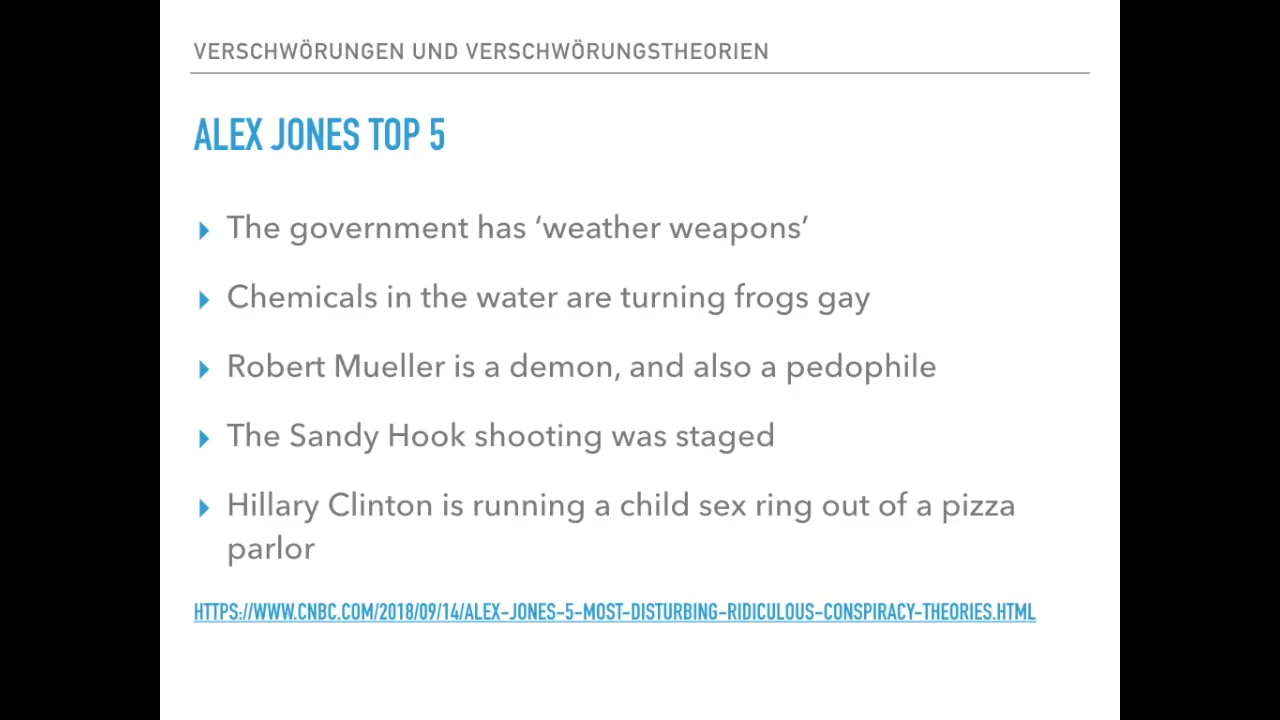 VERSCHWÖRUNGEN UND VERSCHWÖRUNGSTHEORIEN
ALEX JONES TOP 5
▸ The government has ‘weather weapons’
▸ Chemicals in the water are turning frogs gay
▸ Robert Mueller is a demon, and also a pedophile
▸ The Sandy Hook shooting was staged
▸ Hillary Clinton is running a child sex ring out of a pizza
parlor
HTTPS://WWW.CNBC.COM/2018/09/14/ALEX-JONES-5-MOST-DISTURBING-RIDICULOUS-CONSPIRACY-THEORIES.HTML